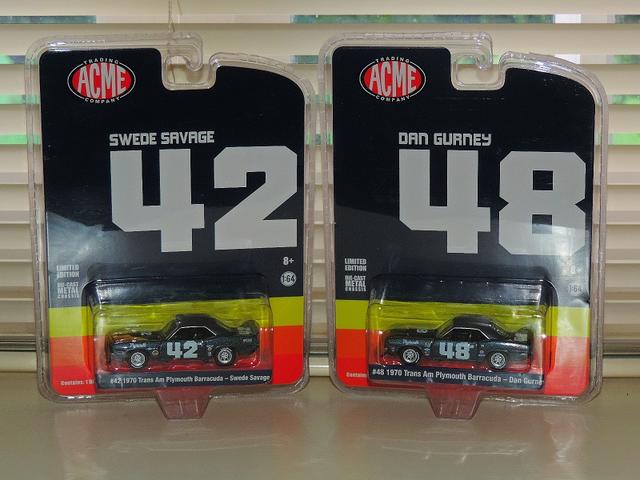 TRADING
ACME
COMPANY
SWEDE SAVAGE
42
8+
LIMITED
EDITION
1:64
DIE-CAST
METAL
CHASSIS
42
Contains: 1
#42 1970 Trans Am Plymouth Barracuda – Swede Savage
TRADING
ACME
COMPANY
DAN GURNEY
48
LIMITED
EDITION
1:64
DIE-CAST
METAL
CHASSIS
48
#48 1970 Trans Am Plymouth Barracuda – Dan Gurney